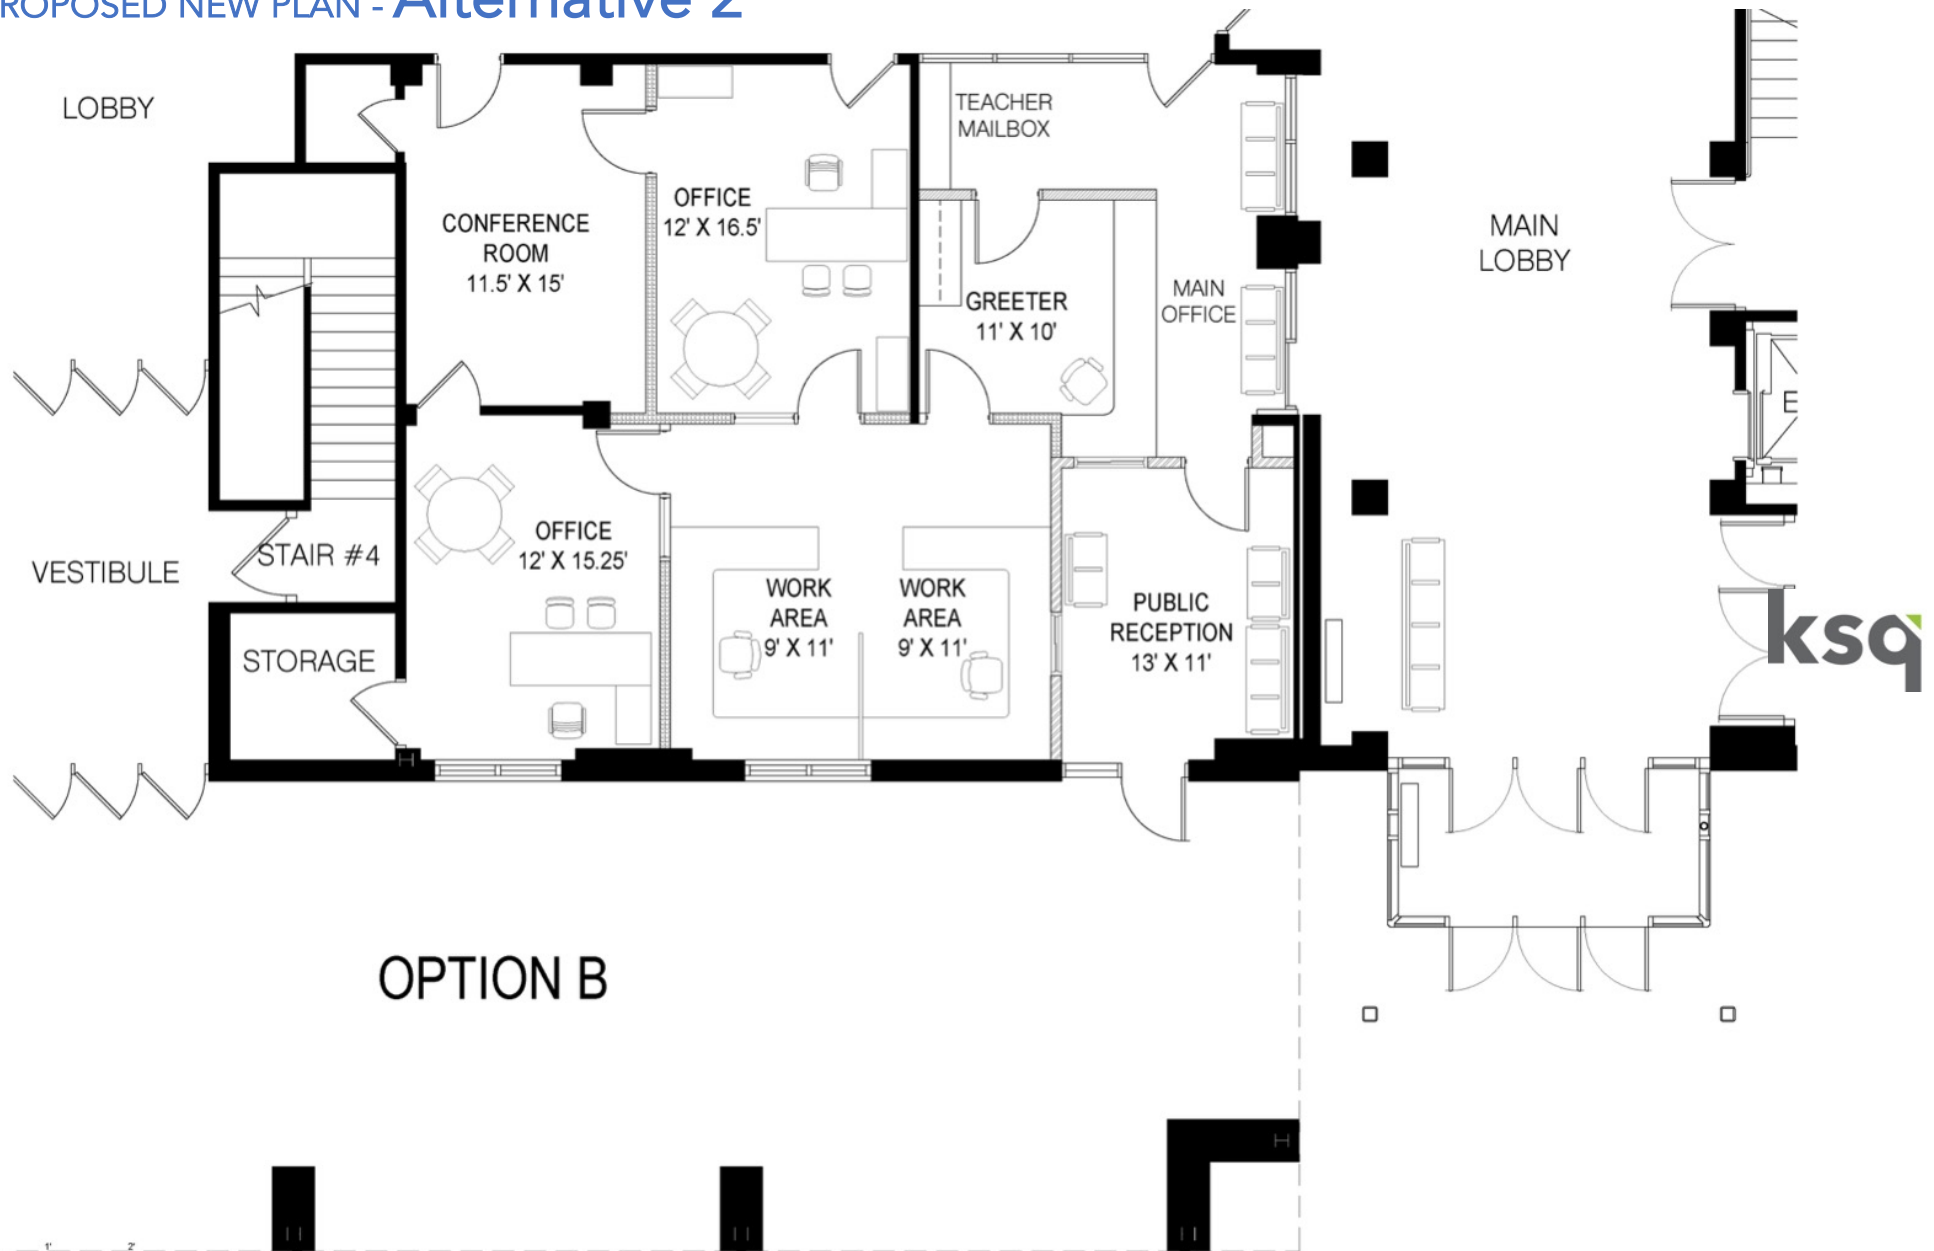 ROPOSED NEW PLAN - Alternative 2
LOBBY
TEACHER
MAILBOX
OFFICE
12' X 16.5'
CONFERENCE
ROOM
11.5' X 15'
MAIN
LOBBY
MAIN
OFFICE
GREETER
11' X 10'
E
OFFICE
12' X 15.25'
STAIR #4
VESTIBULE
WORK
AREA
9' X 11'
WORK
AREA
9' X 11'
PUBLIC
RECEPTION
13' X 11'
ksq
STORAGE
OPTION B
1'
2'